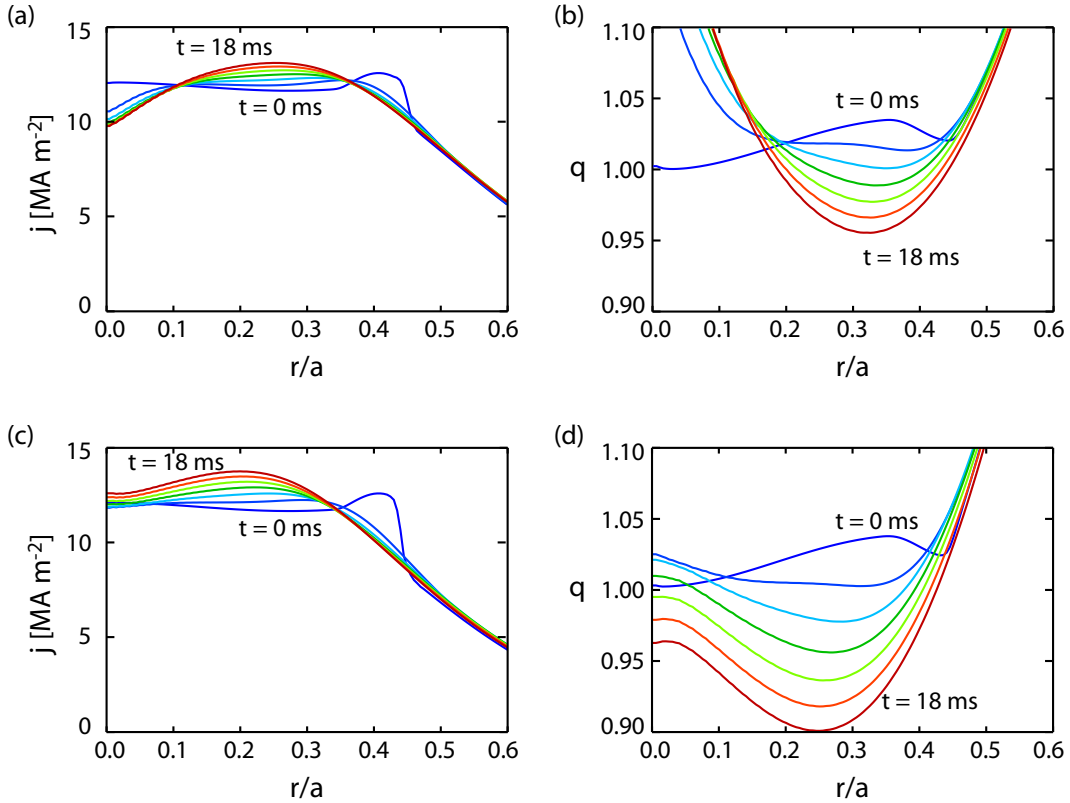 (a)
15
10
5
0
j [MA m-2]
t = 18 ms
t = 0 ms
0.0 0.1 0.2 0.3 0.4 0.5 0.6
r/a
(b)
1.10
1.05
1.00
0.95
0.90
q
t = 0 ms
t = 18 ms
0.0 0.1 0.2 0.3 0.4 0.5 0.6
r/a
(c)
15
10
5
0
j [MA m-2]
t = 18 ms
t = 0 ms
0.0 0.1 0.2 0.3 0.4 0.5 0.6
r/a
(d)
1.10
1.05
1.00
0.95
0.90
q
t = 0 ms
t = 18 ms
0.0 0.1 0.2 0.3 0.4 0.5 0.6
r/a